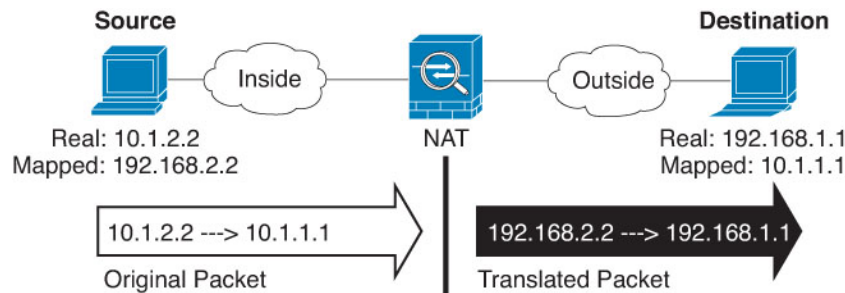 Source
Destination
Inside
Outside
Real: 10.1.2.2
Mapped: 192.168.2.2
NAT
Real: 192.168.1.1
Mapped: 10.1.1.1
10.1.2.2 ---> 10.1.1.1
192.168.2.2 ---> 192.168.1.1
Original Packet
Translated Packet